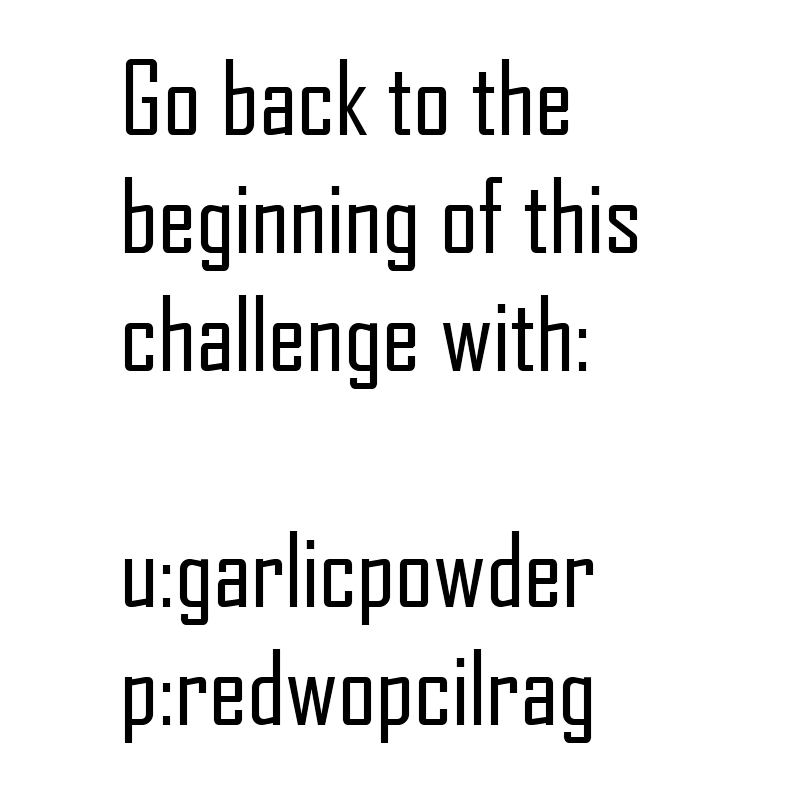 Go back to the
beginning of this
challenge with:
u:garlicpowder
p:redwopcilrag